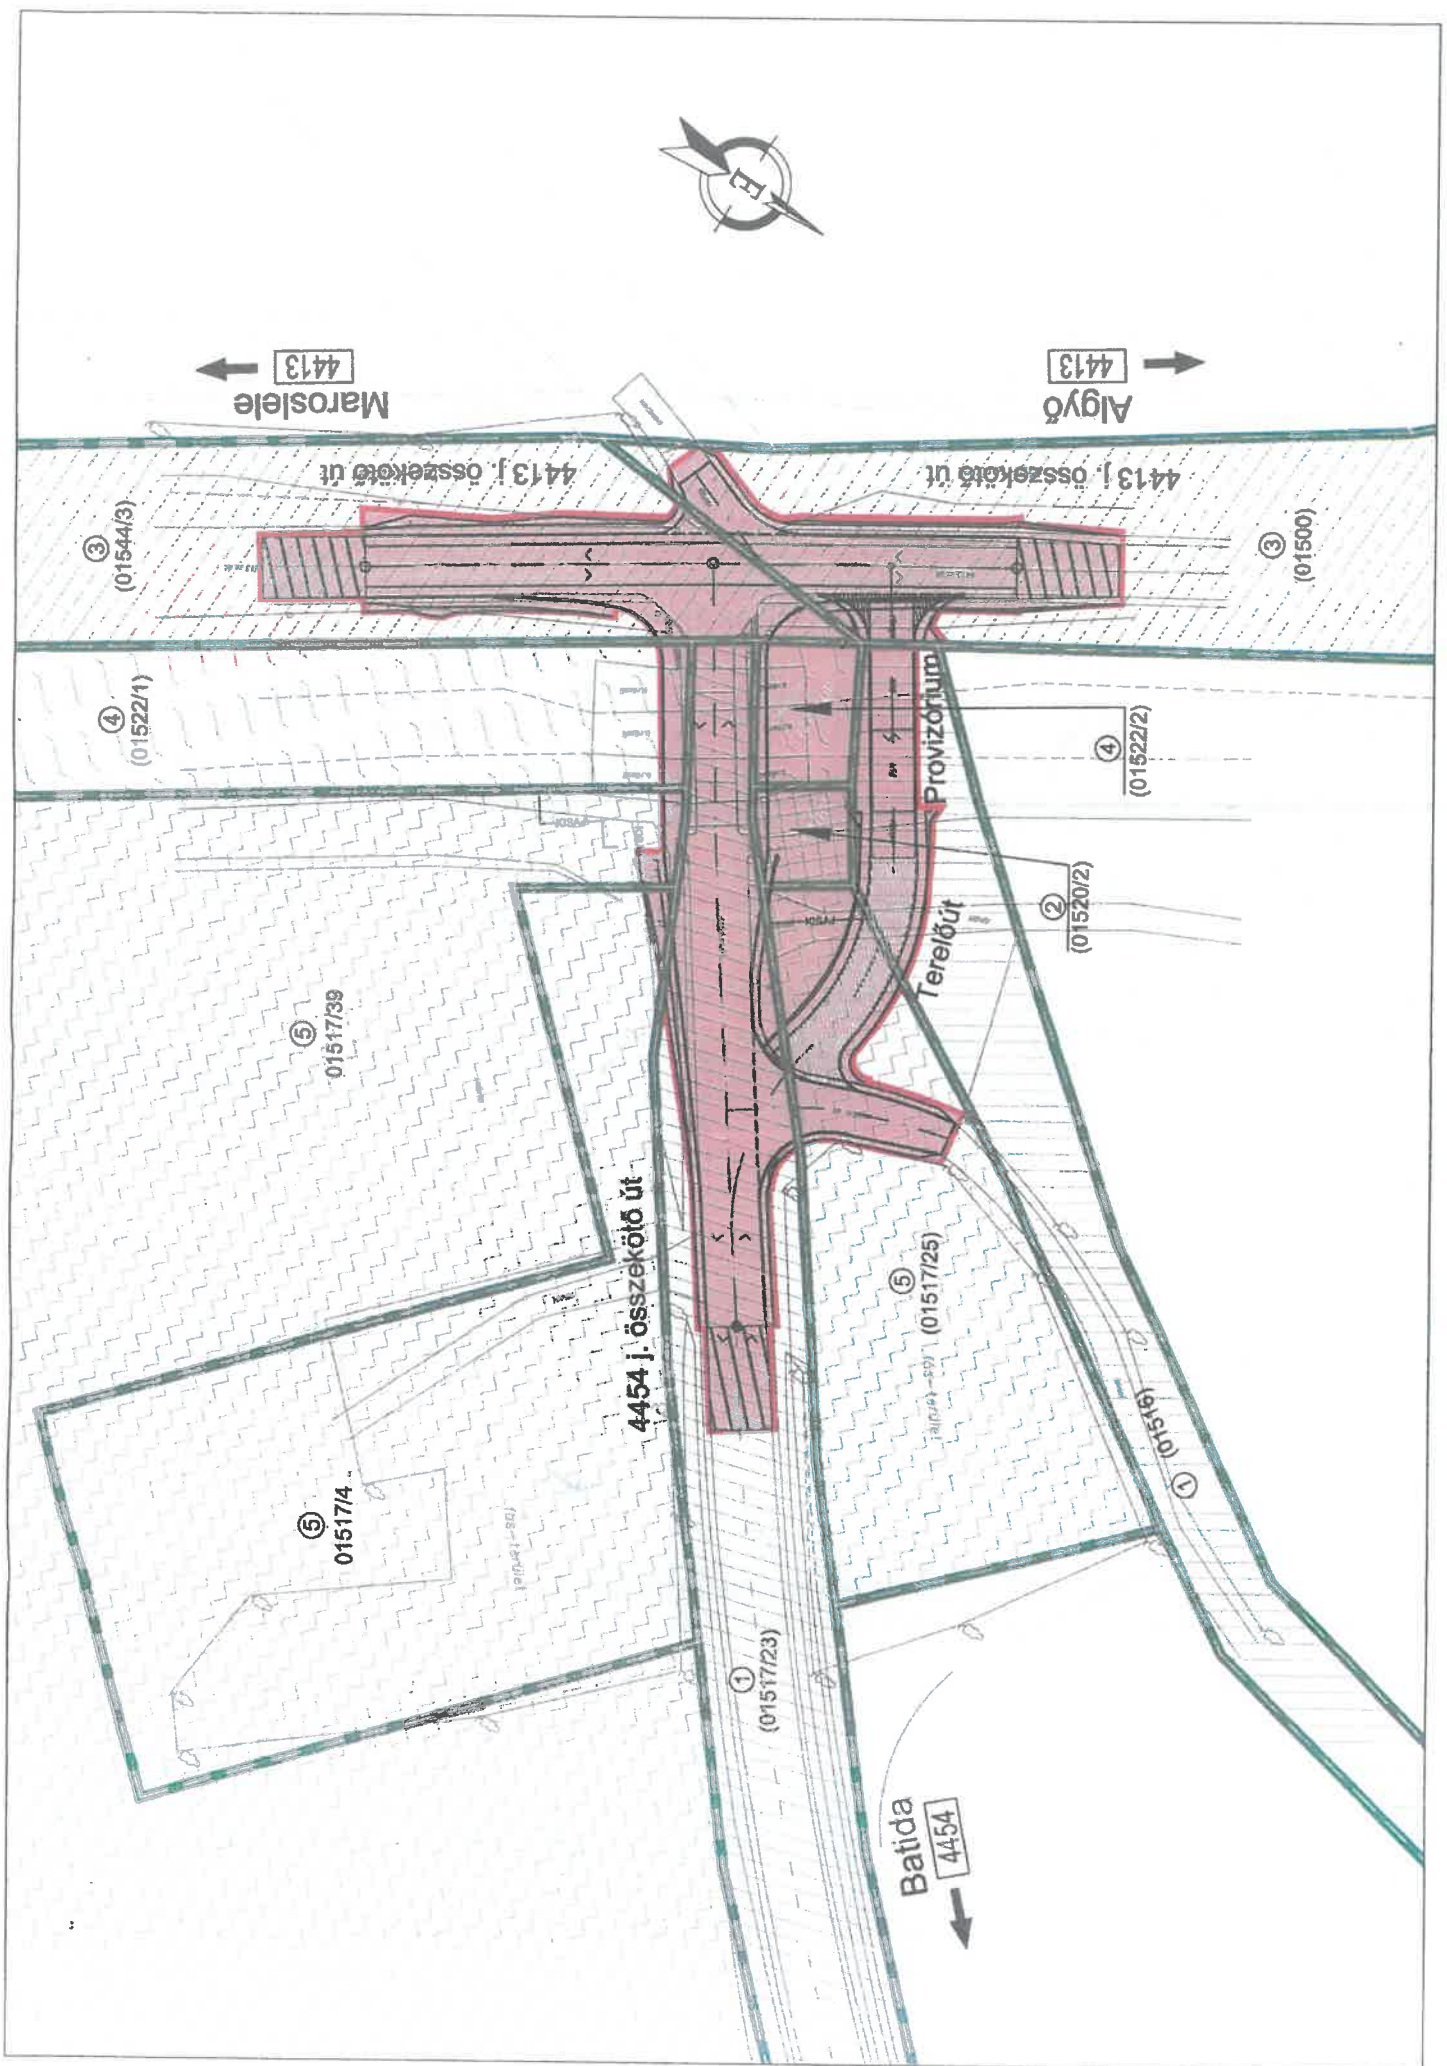 É
4413
Maroslele
4413
Algyő
4413 j. összekötő út
4413 j. összekötő út
3
(01544/3)
3
(01500)
4
(01522/1)
4
(01522/2)
Provizórium
2
(01520/2)
Terelőút
5
01517/39
4454 j. összekötő út
5
(01517/25)
5
01517/4
1
(01516)
1
(01517/23)
Batida
4454